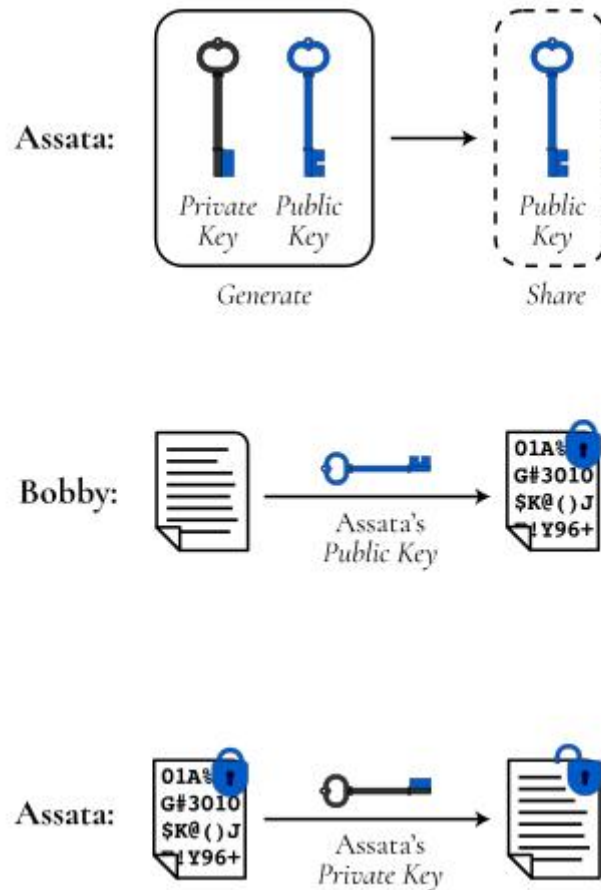 Assata:
Private Key
Public Key
Public Key
Generate
Share
Bobby:
01A%
G#3010
$K@()J
!Y96+
Assata's
Public Key
Assata:
01A%
G#3010
$K@()J
!Y96+
Assata's
Private Key